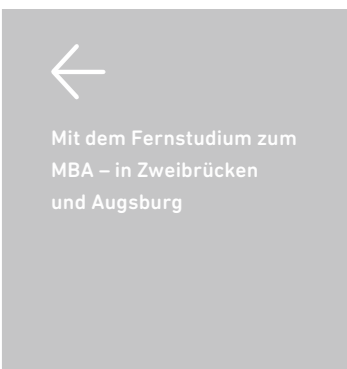 Mit dem Fernstudium zum
MBA – in Zweibrücken
und Augsburg